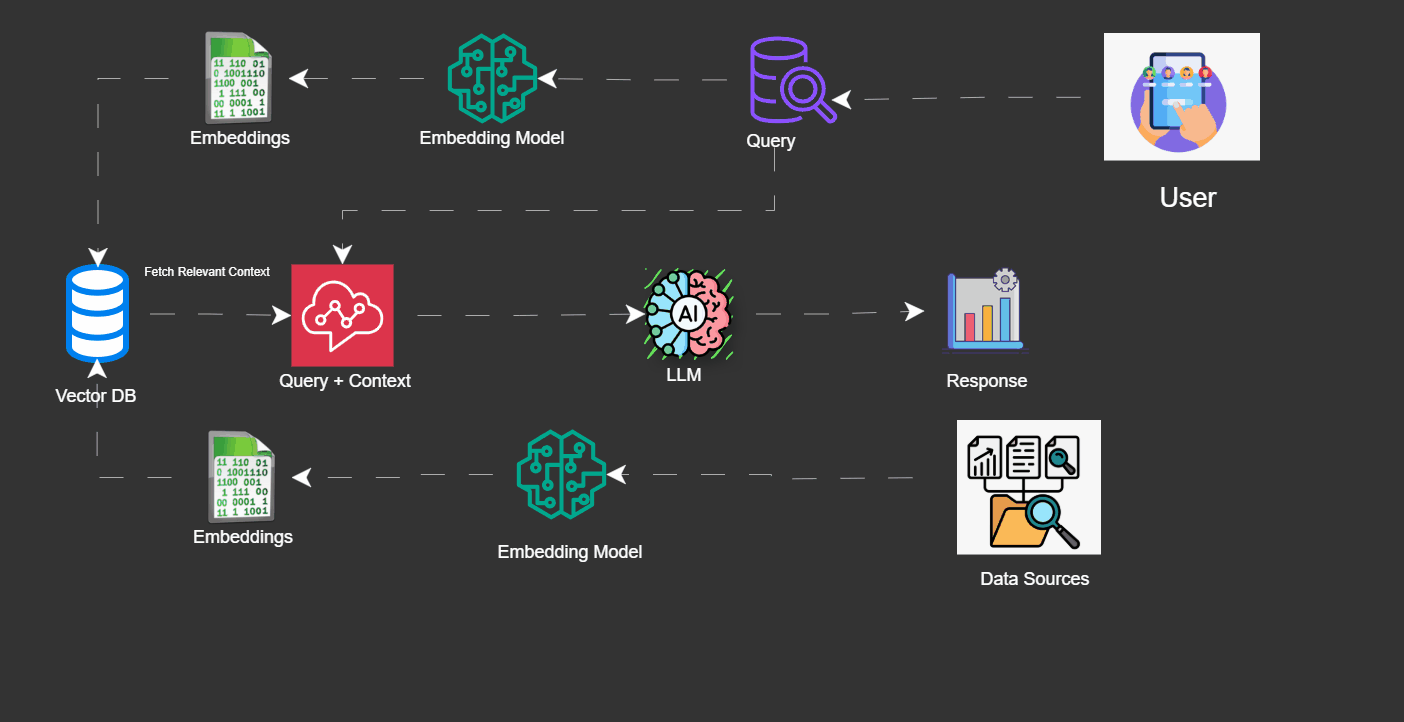 Embeddings
Embedding Model
Query
User
Fetch Relevant Context
Vector DB
Query + Context
AI
LLM
Response
Embeddings
Embedding Model
Data Sources
11 110 01
0 1001110
1100 001
1 111 00
00 0001 1
11 1 1001
11 110 01
0 1001110
1100 001
1 111 00
00 0001 1
11 1 1001